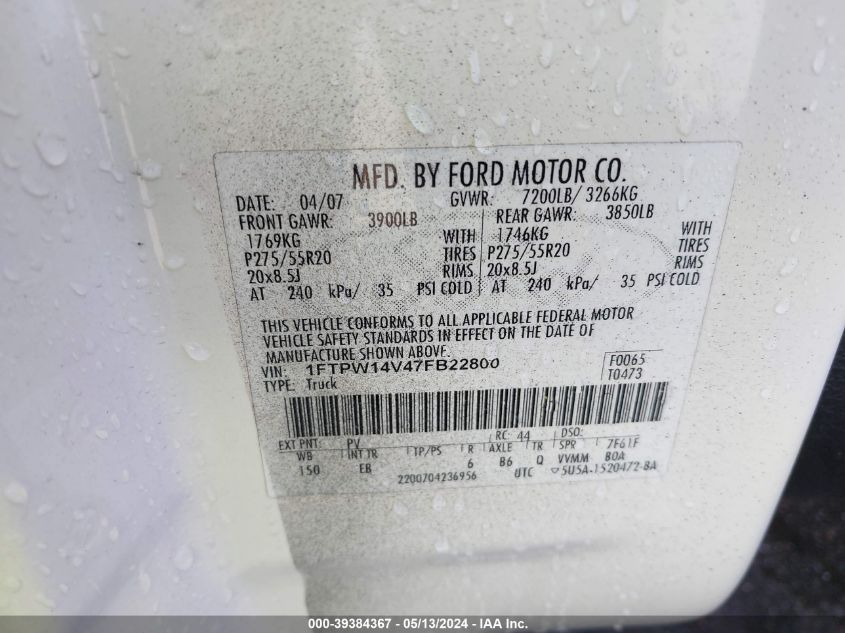 MFD. BY FORD MOTOR CO.
DATE: 04/07 GVWR: 7200LB/ 3266KG
FRONT GAWR: 3900LB REAR GAWR: 3850LB
1769KG WITH 1746KG WITH
P275/55R20 TIRES P275/55R20 TIRES
20x8.5J RIMS 20x8.5J RIMS
AT 240 kPa/ 35 PSI COLD AT 240 kPa/ 35 PSI COLD
THIS VEHICLE CONFORMS TO ALL APPLICABLE FEDERAL MOTOR
VEHICLE SAFETY STANDARDS IN EFFECT ON THE DATE OF
MANUFACTURE SHOWN ABOVE.
VIN: 1FTPW14V47FB22800 F0065
TYPE: Truck T0473
EXT PNT: PV RC: 44 DSO:
WB INT TR TP/PS R AXLE TR SPR 7F61F
150 EB 6 B6 Q VVMM BOA
2200704236956 UTC 5U5A-1520472-BA
000-39384367 - 05/13/2024 - IAA Inc.